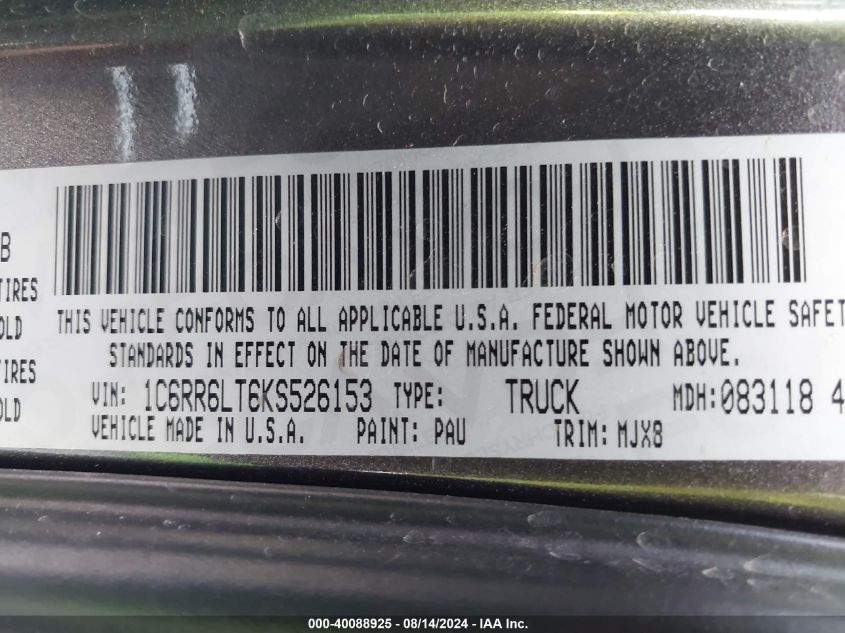 B
TIRES
OLD
TIRES
OLD
THIS VEHICLE CONFORMS TO ALL APPLICABLE U.S.A. FEDERAL MOTOR VEHICLE SAFET
STANDARDS IN EFFECT ON THE DATE OF MANUFACTURE SHOWN ABOVE.
VIN: 1C6RR6LT6KS526153 TYPE: TRUCK MDH:083118 4
VEHICLE MADE IN U.S.A. PAINT: PAU TRIM: MJX8
000-40088925 - 08/14/2024 - IAA Inc.